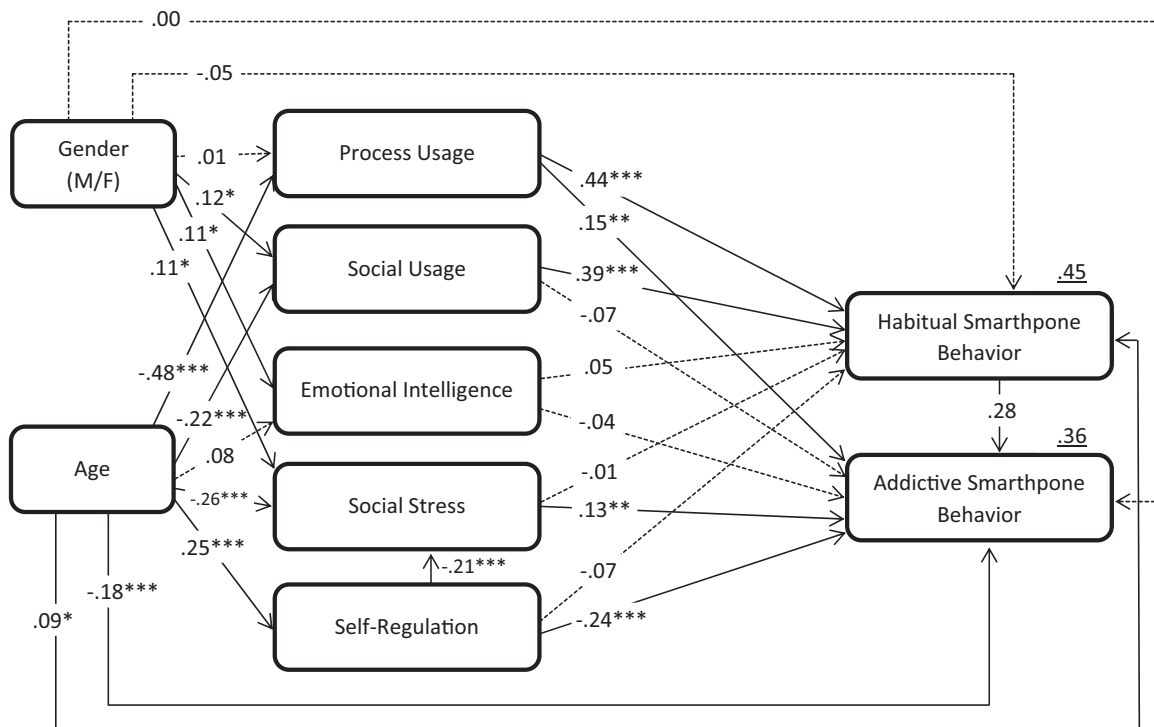 .00
-.05
Gender
(M/F)
.01
.12*
.11*
.11*
Process Usage
.44***
.15**
Social Usage
.39***
-.07
.45
Habitual Smarthpone
Behavior
Emotional Intelligence
.05
-.04
-.48***
-.22***
.08
Age
-.26***
.25***
Social Stress
-.01
.13**
.28
.36
Addictive Smarthpone
Behavior
-.21***
Self-Regulation
-.07
-.24***
-.18***
.09*